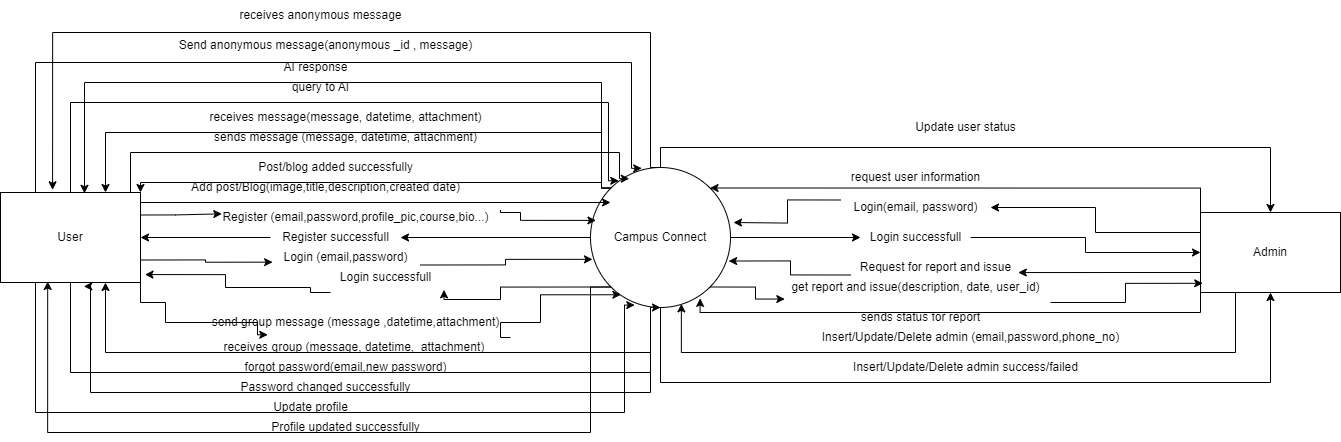 receives anonymous message
Send anonymous message(anonymous _id , message)
AI response
query to AI
receives message(message, datetime, attachment)
sends message (message, datetime, attachment)
Post/blog added successfully
Add post/Blog(image,title,description,created date)
Register (email,password,profile_pic,course,bio...)
User
Register successfull
Login (email,password)
Login successfull
send group message (message ,datetime,attachment)
receives group (message, datetime, attachment)
forgot password(email,new password)
Password changed successfully
Update profile
Profile updated successfully
Campus Connect
Update user status
request user information
Login(email, password)
Login successfull
Admin
Request for report and issue
get report and issue(description, date, user_id)
sends status for report
Insert/Update/Delete admin (email,password,phone_no)
Insert/Update/Delete admin success/failed